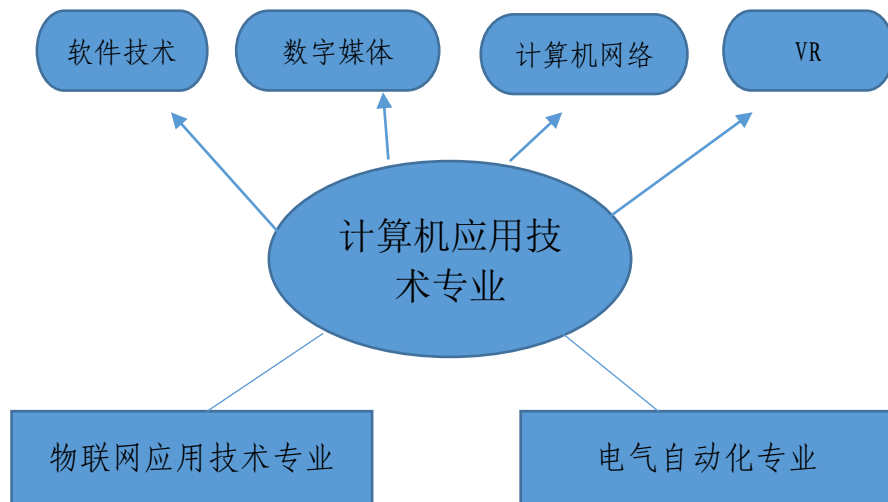 软件技术
数字媒体
计算机网络
VR
计算机应用技
术专业
物联网应用技术专业
电气自动化专业